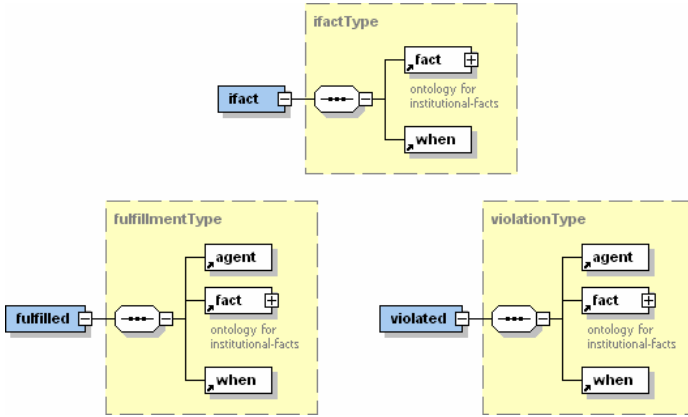 ifactType
fact
ontology for
institutional-facts
ifact
when
fulfillmentType
agent
fact
ontology for
institutional-facts
fulfilled
when
violationType
agent
fact
ontology for
institutional-facts
violated
when